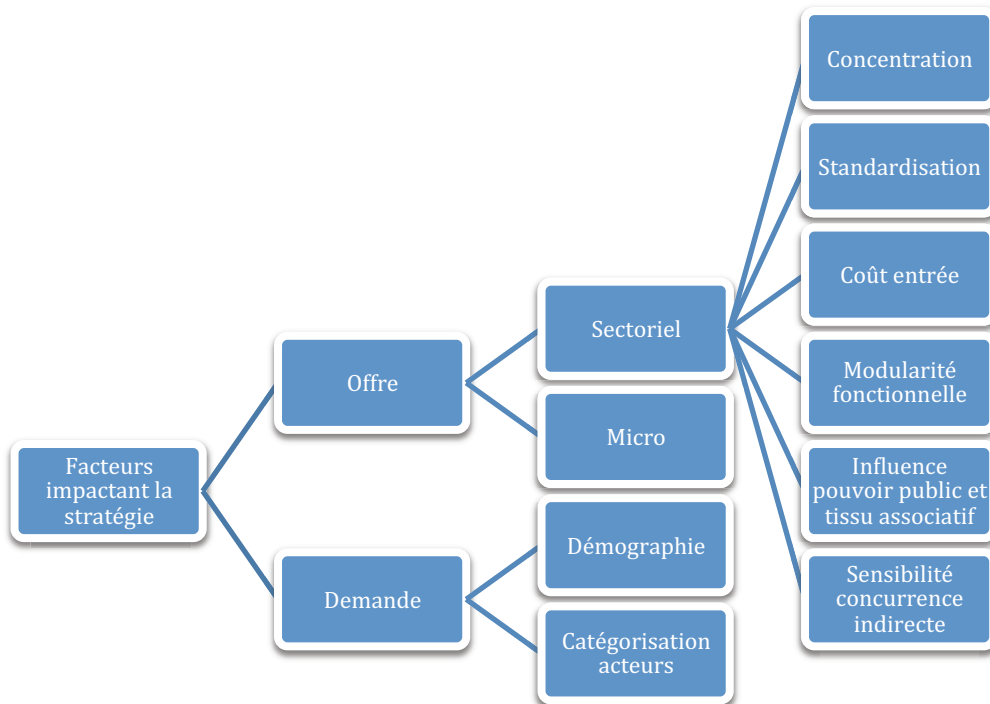 Facteurs
impactant la
stratégie
Offre
Demande
Sectoriel
Micro
Démographie
Catégorisation
acteurs
Concentration
Standardisation
Coût entrée
Modularité
fonctionnelle
Influence
pouvoir public et
tissu associatif
Sensibilité
concurrence
indirecte